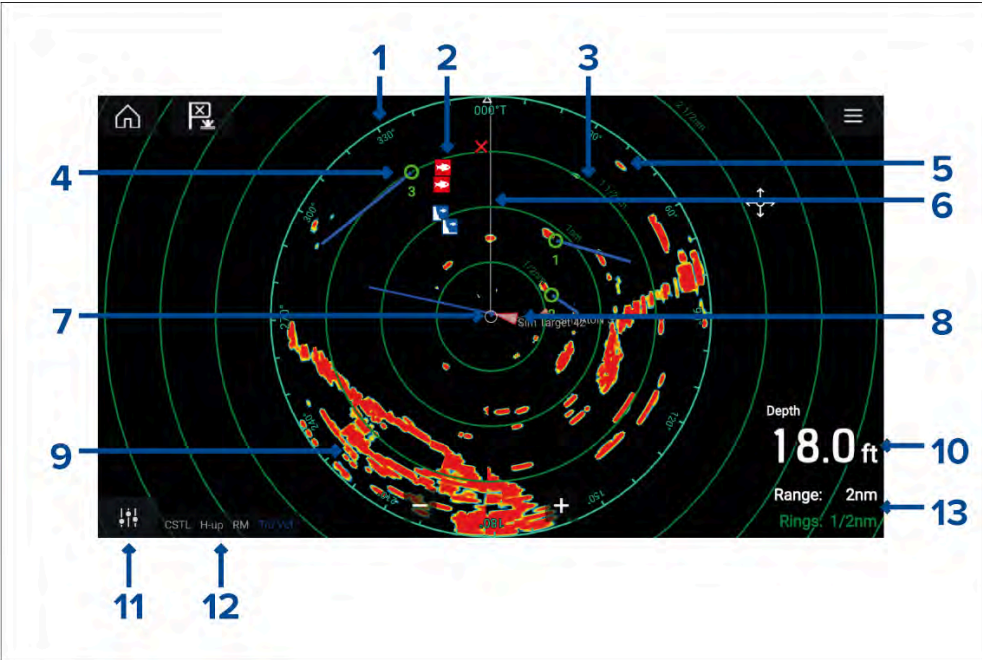 1 2 3
000°T
330°
30°
2 1/2nm
1 1/2nm
4
5
3
300°
60°
6
1nm
1
1/2nm
7
270°
Sim Target 42
8
1
120°
Depth
240°
9
18.0 ft
10
150°
Range: 2nm
13
180°
Rings: 1/2nm
CSTL H-up RM Tru Vct
11 12